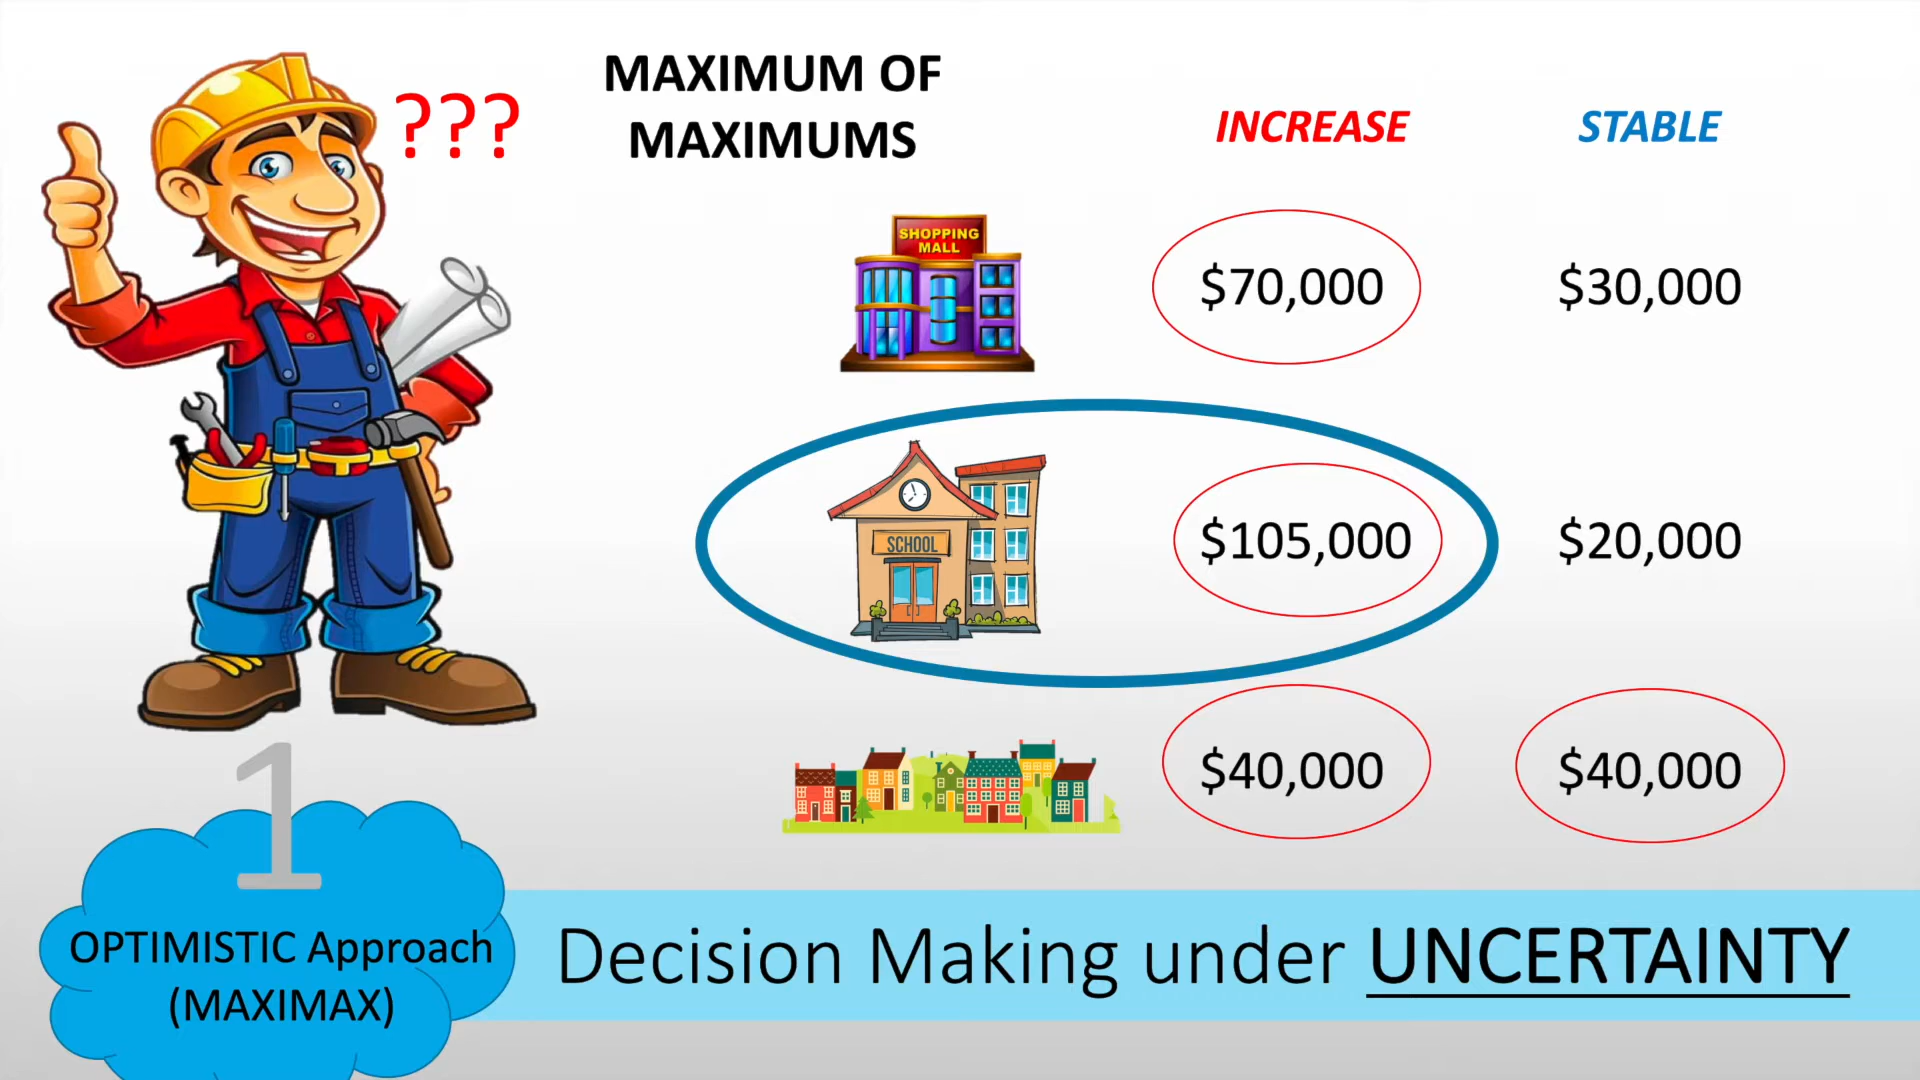 ???
MAXIMUM OF
MAXIMUMS
INCREASE
STABLE
SHOPPING
MALL
$70,000
$30,000
SCHOOL
$105,000
$20,000
$40,000
$40,000
1
OPTIMISTIC Approach
(MAXIMAX)
Decision Making under UNCERTAINTY